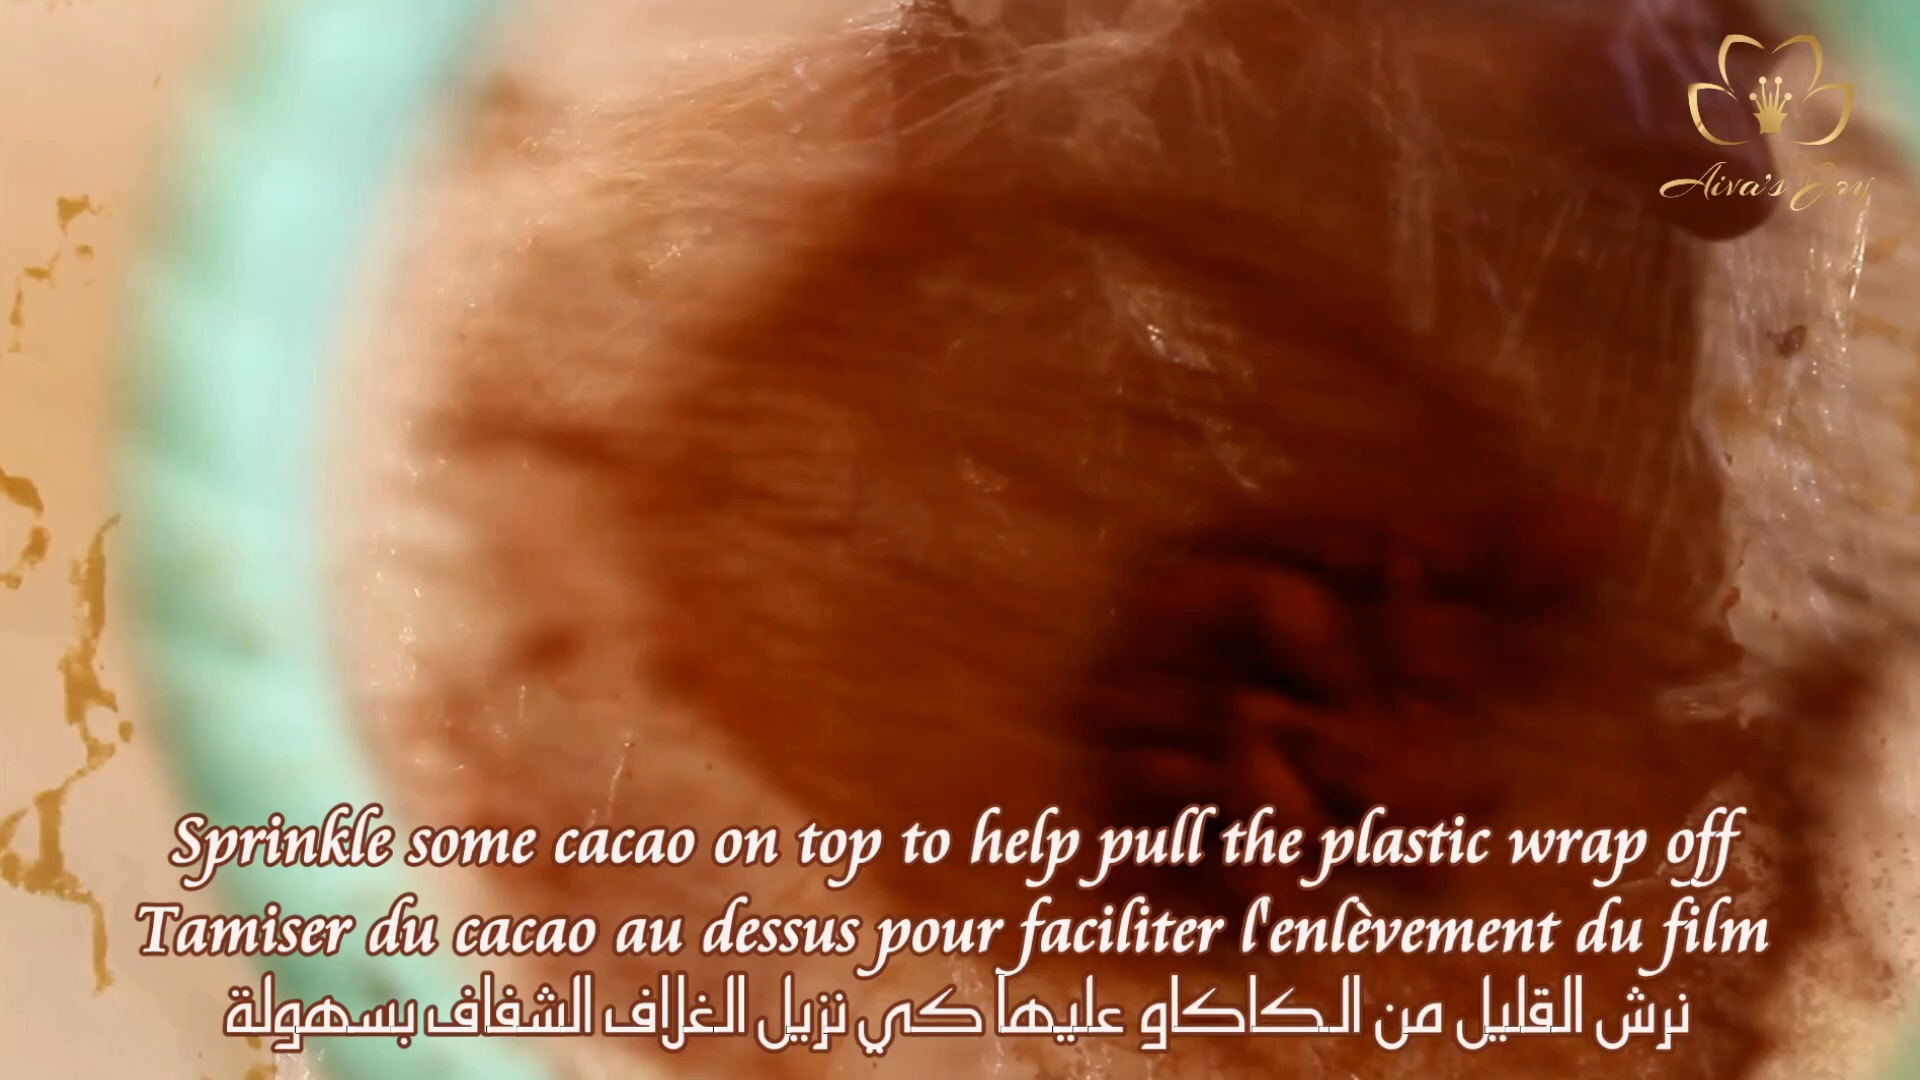 Aiva's Joy
Sprinkle some cacao on top to help pull the plastic wrap off
Tamiser du cacao au dessus pour faciliter l'enlèvement du film
نرش القليل من الكاكاو عليها كي نزيل الغلاف الشفاف بسهولة